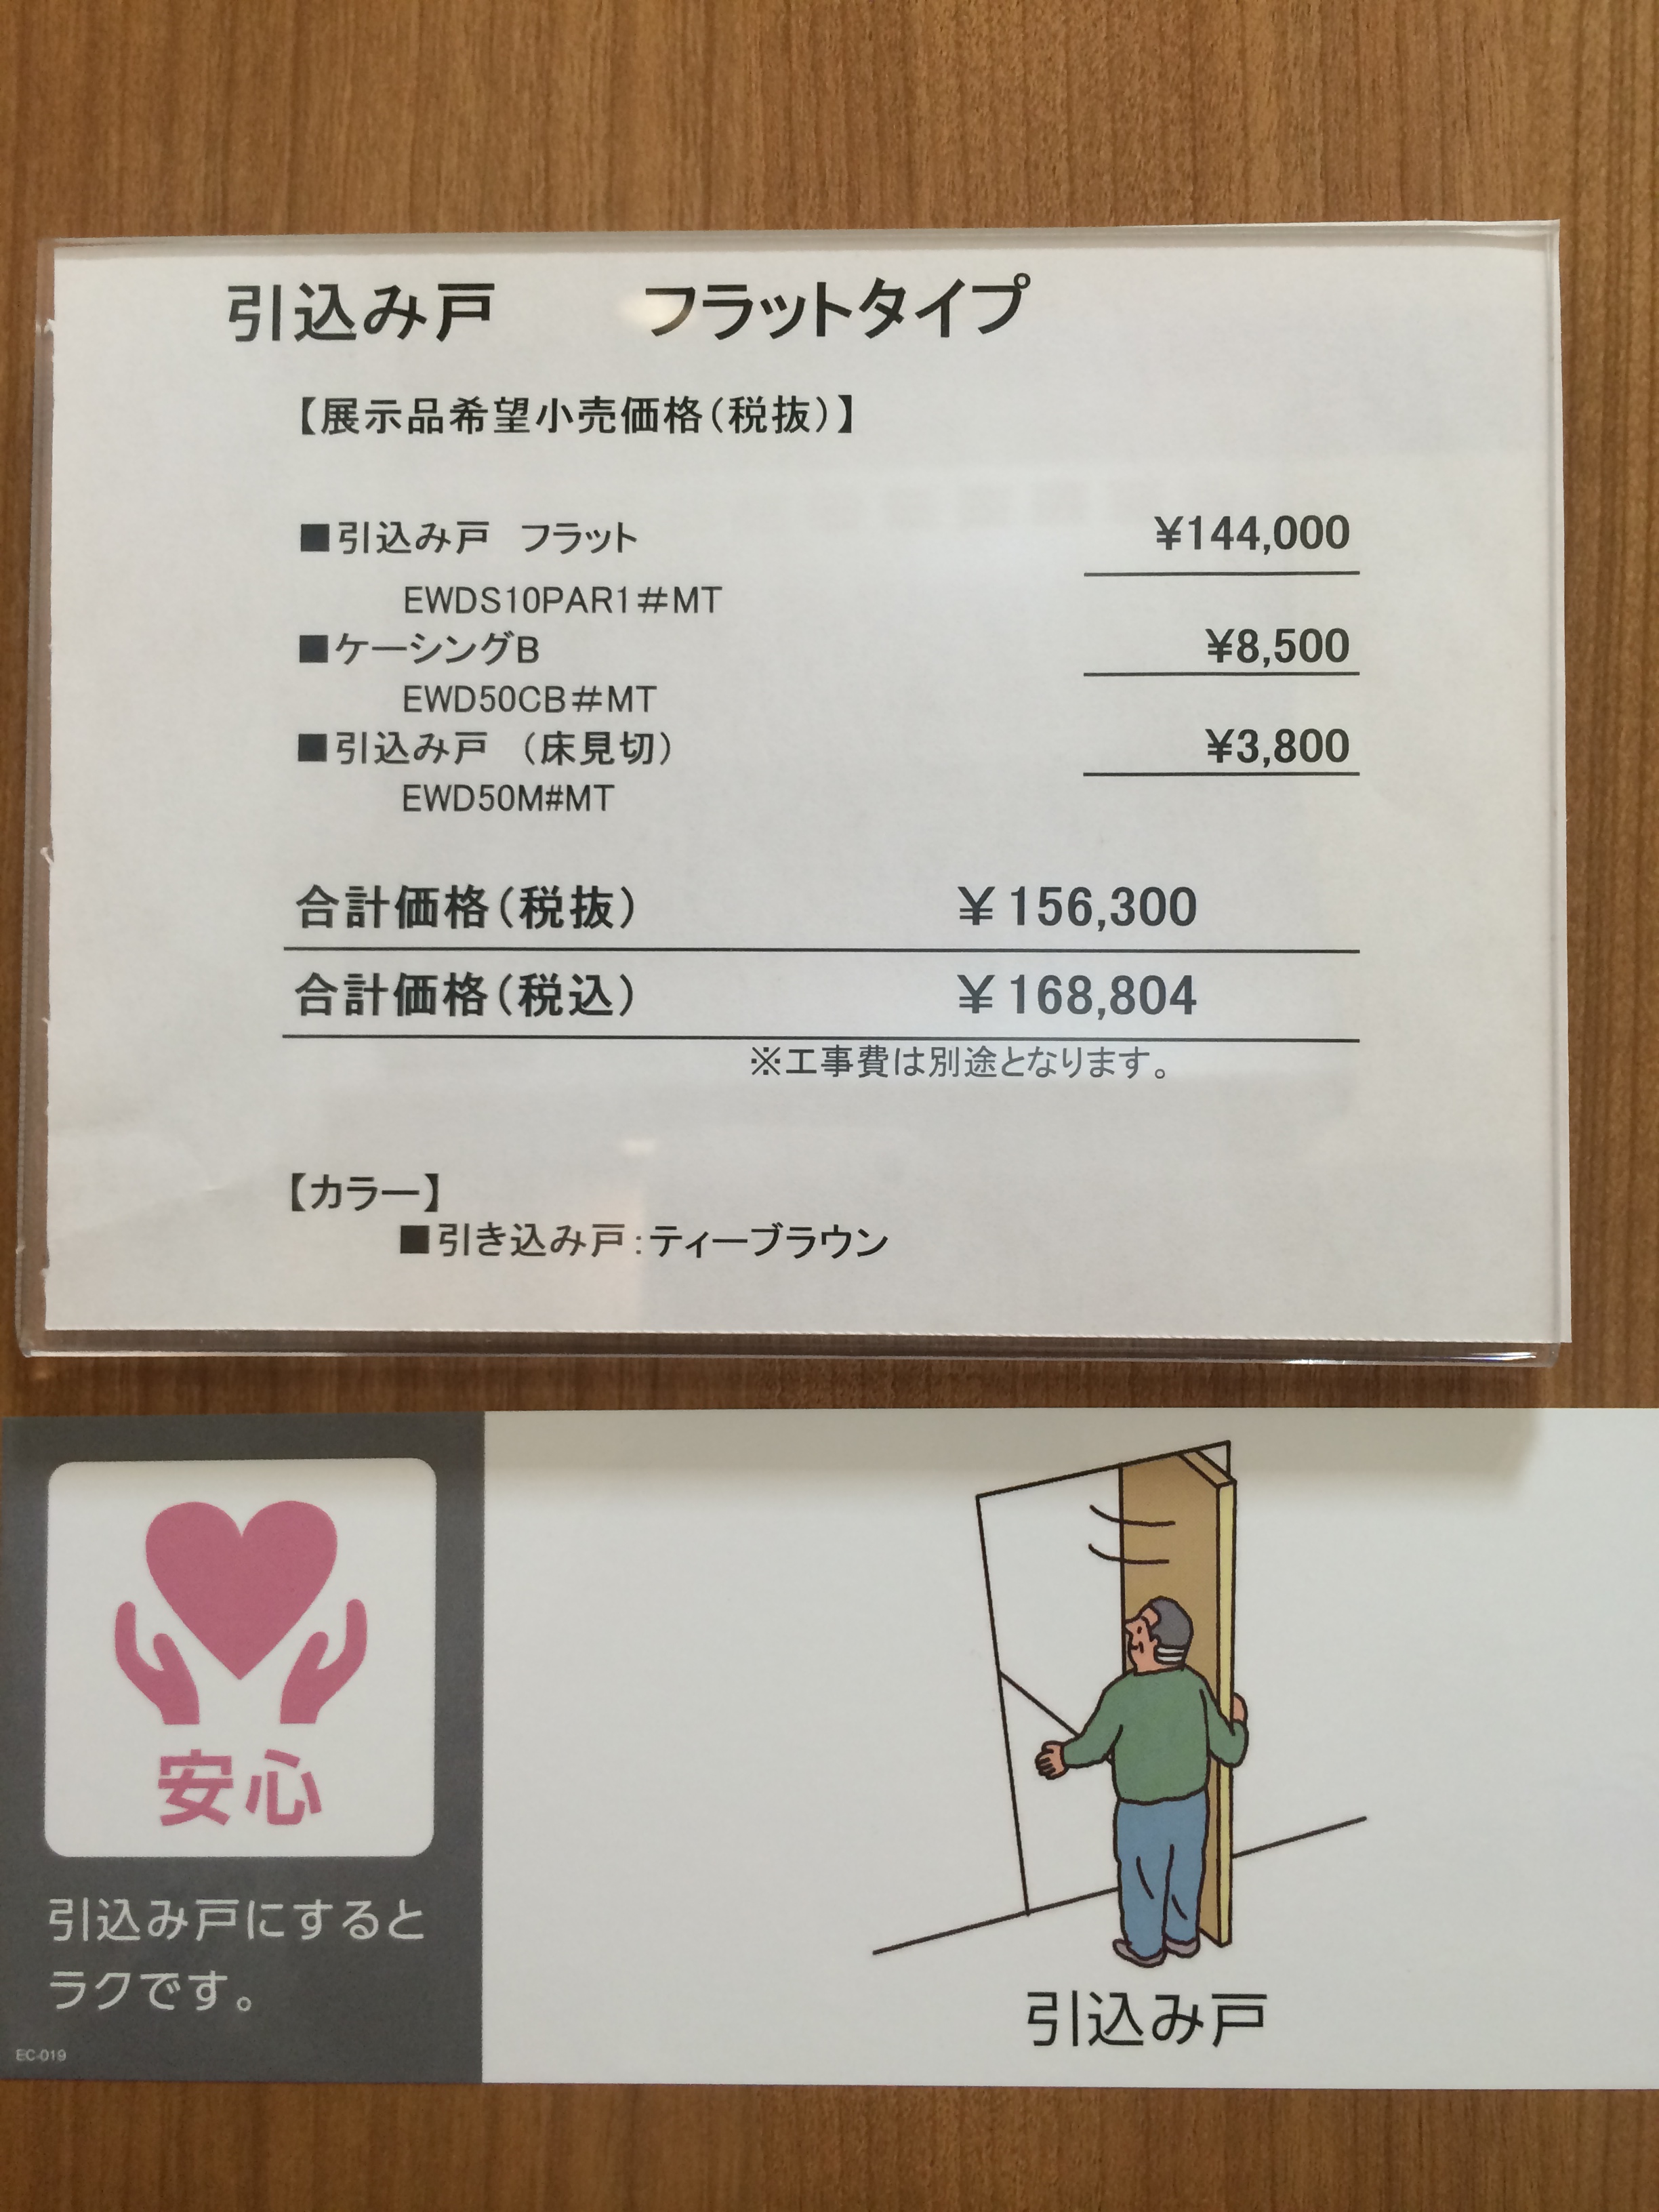 引込み戸　フラットタイプ
【展示品希望小売価格(税抜)】
■引込み戸　フラット　¥144,000
EWDS10PAR1＃MT
■ケーシングB　¥8,500
EWD50CB＃MT
■引込み戸　(床見切)　¥3,800
EWD50M#MT
合計価格(税抜)　¥156,300
合計価格(税込)　¥168,804
※工事費は別途となります。
【カラー】
■引き込み戸：ティーブラウン
安心
引込み戸にすると
ラクです。
EC-019
引込み戸